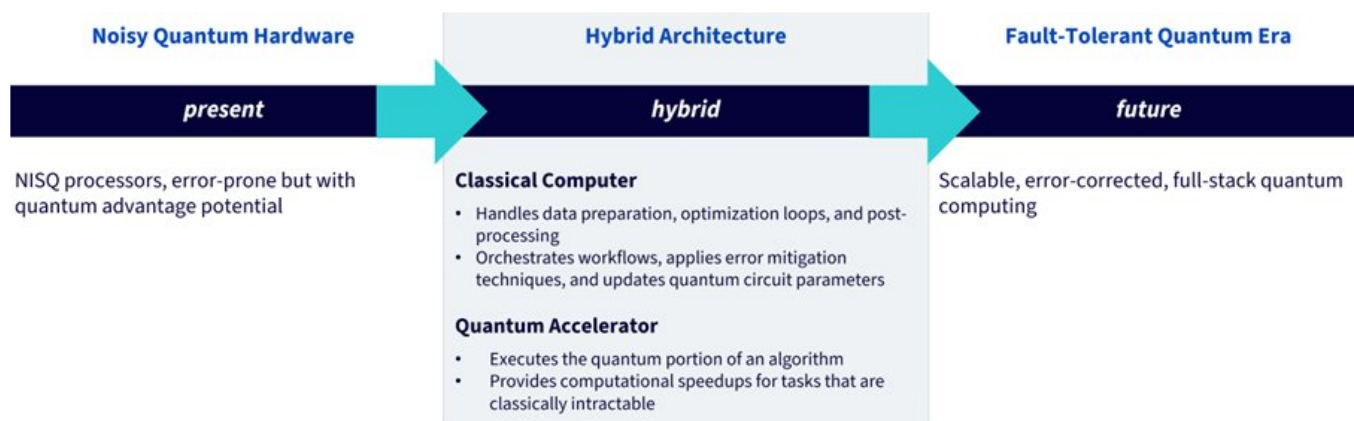 Noisy Quantum Hardware
Hybrid Architecture
Fault-Tolerant Quantum Era
present
hybrid
future
NISQ processors, error-prone but with
quantum advantage potential
Classical Computer
• Handles data preparation, optimization loops, and post-
processing
• Orchestrates workflows, applies error mitigation
techniques, and updates quantum circuit parameters
Quantum Accelerator
• Executes the quantum portion of an algorithm
• Provides computational speedups for tasks that are
classically intractable
Scalable, error-corrected, full-stack quantum
computing